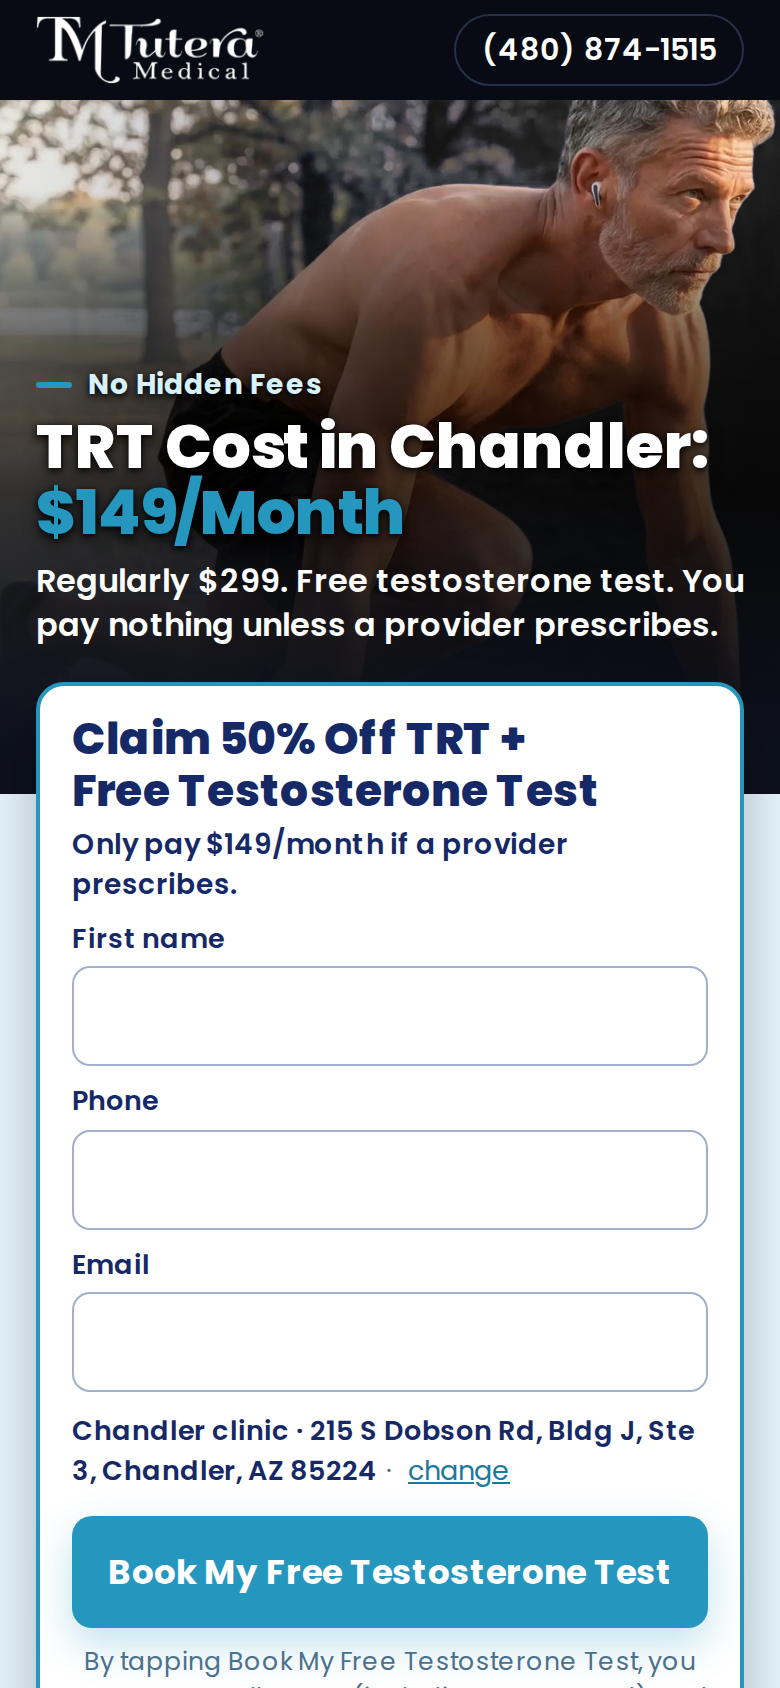 TM Tutera®
Medical
(480) 874-1515
No Hidden Fees
TRT Cost in Chandler:
$149/Month
Regularly $299. Free testosterone test. You
pay nothing unless a provider prescribes.
Claim 50% Off TRT +
Free Testosterone Test
Only pay $149/month if a provider
prescribes.
First name
Phone
Email
Chandler clinic · 215 S Dobson Rd, Bldg J, Ste
3, Chandler, AZ 85224 · change
Book My Free Testosterone Test
By tapping Book My Free Testosterone Test, you